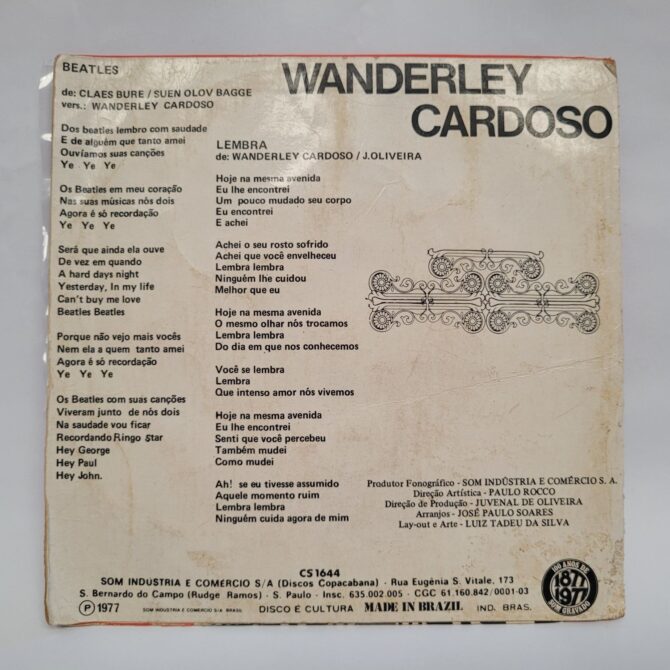 WANDERLEY
CARDOSO
BEATLES
de: CLAES BURE / SUEN OLOV BAGGE
vers.: WANDERLEY CARDOSO
Dos beatles lembro com saudade
E de alguém que tanto amei
Ouvíamos suas canções
Ye Ye Ye
Os Beatles em meu coração
Nas suas músicas nós dois
Agora é só recordação
Ye Ye Ye
Será que ainda ela ouve
De vez em quando
A hard days night
Yesterday, In my life
Can't buy me love
Beatles Beatles
Porque não vejo mais vocês
Nem ela a quem tanto amei
Agora é só recordação
Ye Ye Ye
Os Beatles com suas canções
Viveram junto de nós dois
Na saudade vou ficar
Recordando Ringo Star
Hey George
Hey Paul
Hey John.
LEMBRA
de: WANDERLEY CARDOSO / J.OLIVEIRA
Hoje na mesma avenida
Eu lhe encontrei
Um pouco mudado seu corpo
Eu encontrei
E achei
Achei o seu rosto sofrido
Achei que você envelheceu
Lembra lembra
Ninguém lhe cuidou
Melhor que eu
Hoje na mesma avenida
O mesmo olhar nós trocamos
Lembra lembra
Do dia em que nos conhecemos
Você se lembra
Lembra
Que intenso amor nós vivemos
Hoje na mesma avenida
Eu lhe encontrei
Senti que você percebeu
Também mudei
Como mudei
Ah! se eu tivesse assumido
Aquele momento ruim
Lembra lembra
Ninguém cuida agora de mim
Produtor Fonográfico - SOM INDÚSTRIA E COMÉRCIO S. A.
Direção Artística - PAULO ROCCO
Direção de Produção - JUVENAL DE OLIVEIRA
Arranjos - JOSÉ PAULO SOARES
Lay-out e Arte - LUIZ TADEU DA SILVA
CS 1644
SOM INDUSTRIA E COMERCIO S/A (Discos Copacabana) - Rua Eugênia S. Vitale, 173
S. Bernardo do Campo (Rudge Ramos) - S. Paulo - Insc. 635.002.005 - CGC 61.160.842/0001-03
P 1977 SOM INDUSTRIA E COMERCIO S/A BRASIL DISCO É CULTURA MADE IN BRAZIL IND. BRAS.
100 ANOS DE
1877
1977
SOM GRAVADO